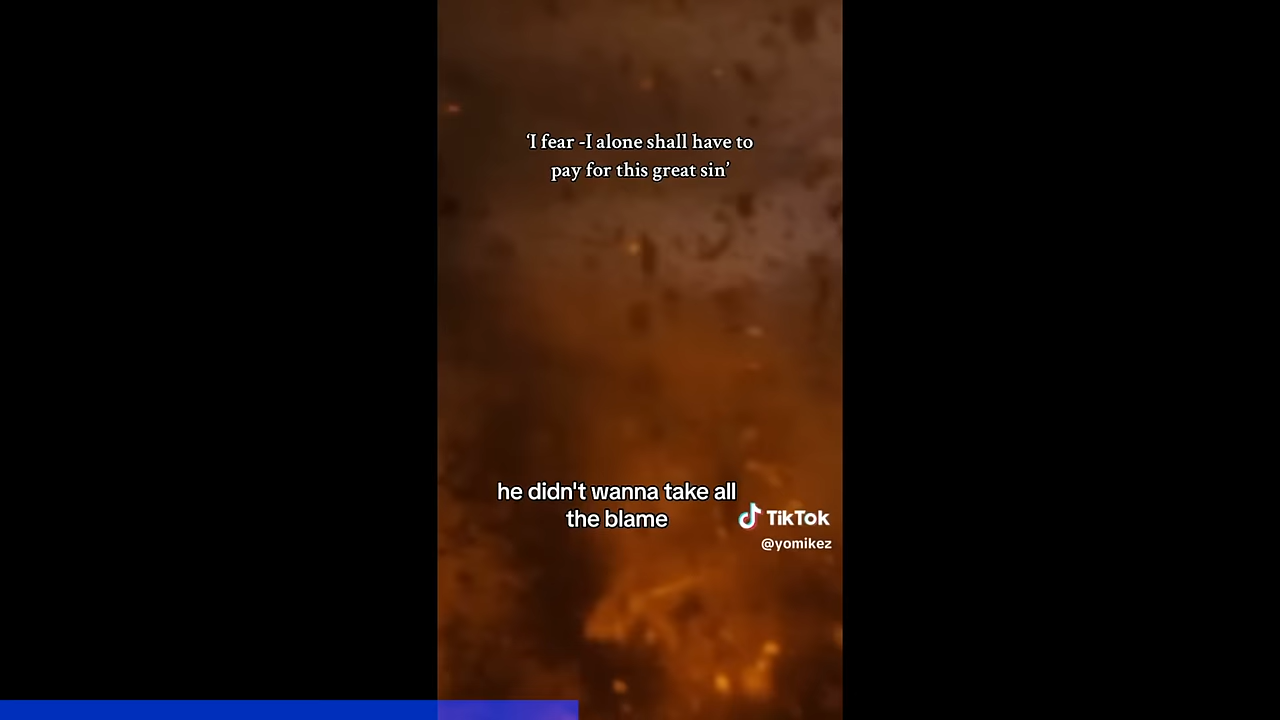 ‘I fear -I alone shall have to
pay for this great sin’
he didn't wanna take all
the blame
TikTok
@yomikez